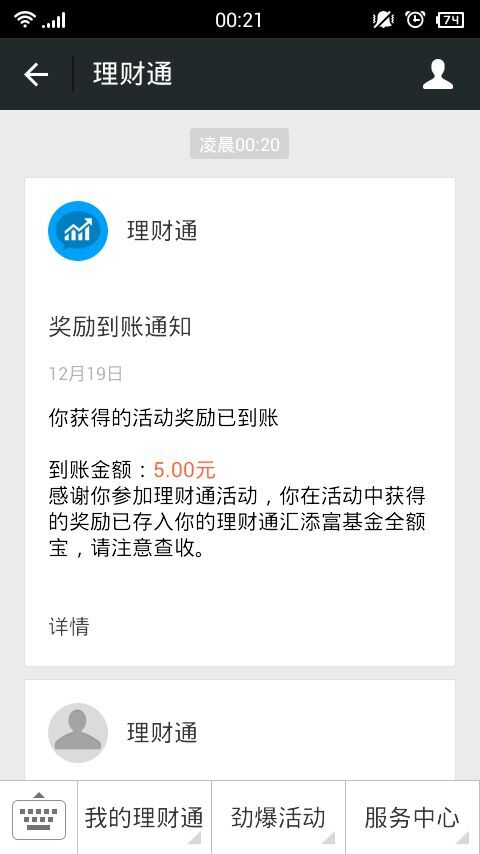 00:21
74
理财通
凌晨00:20
理财通
奖励到账通知
12月19日
你获得的活动奖励已到账
到账金额：5.00元
感谢你参加理财通活动，你在活动中获得
的奖励已存入你的理财通汇添富基金全额
宝，请注意查收。
详情
理财通
我的理财通
劲爆活动
服务中心